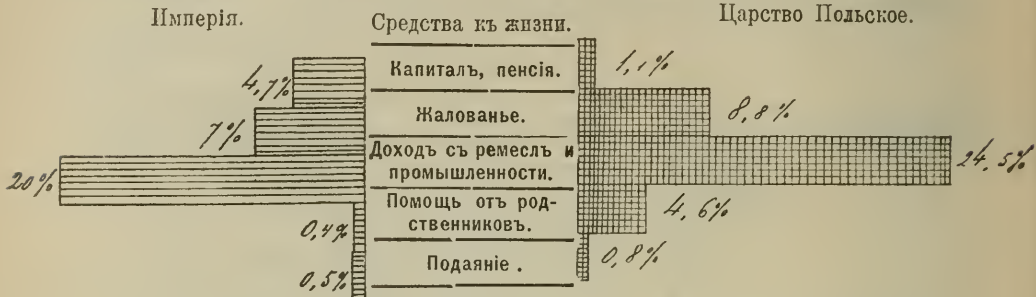 Имперія.
Средства къ жизни.
Царство Польское.
4,7%
Капиталъ, пенсія.
1,1%
7%
Жалованье.
8,8%
20%
Доходъ съ ремеслъ и
промышленности.
24,5%
0,4%
Помощь отъ род-
ственниковъ.
4,6%
0,5%
Подаяніе.
0,8%